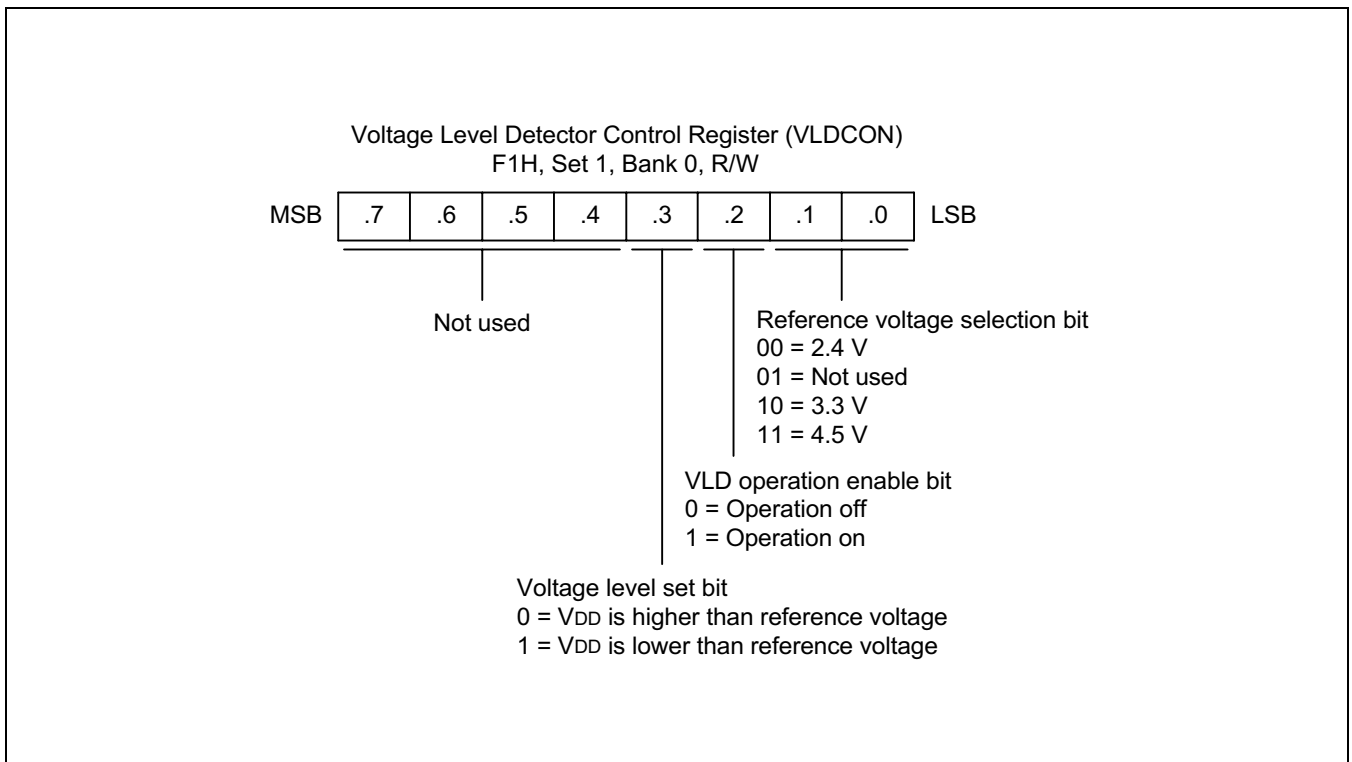 Voltage Level Detector Control Register (VLDCON)
F1H, Set 1, Bank 0, R/W
MSB .7 .6 .5 .4 .3 .2 .1 .0 LSB
Not used
Reference voltage selection bit
00 = 2.4 V
01 = Not used
10 = 3.3 V
11 = 4.5 V
VLD operation enable bit
0 = Operation off
1 = Operation on
Voltage level set bit
0 = VDD is higher than reference voltage
1 = VDD is lower than reference voltage